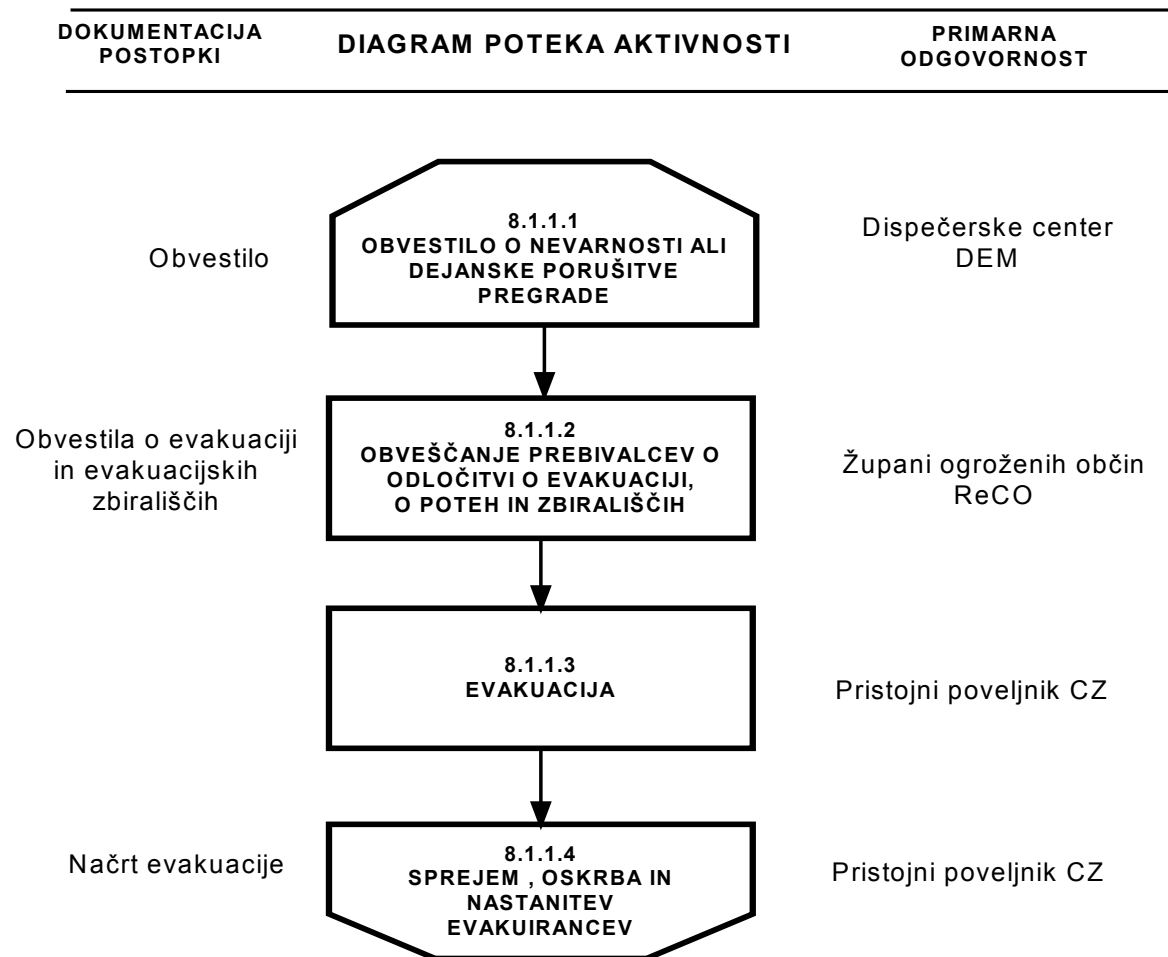 DOKUMENTACIJA
POSTOPKI
DIAGRAM POTEKA AKTIVNOSTI
PRIMARNA
ODGOVORNOST
Obvestilo
8.1.1.1
OBVESTILO O NEVARNOSTI ALI
DEJANSKE PORUŠITVE
PREGRADE
Dispečerske center
DEM
Obvestila o evakuaciji
in evakuacijskih
zbirališčih
8.1.1.2
OBVEŠČANJE PREBIVALCEV O
ODLOČITVI O EVAKUACIJI,
O POTEH IN ZBIRALIŠČIH
Župani ogroženih občin
ReCO
8.1.1.3
EVAKUACIJA
Pristojni poveljnik CZ
Načrt evakuacije
8.1.1.4
SPREJEM , OSKRBA IN
NASTANITEV
EVAKUIRANCEV
Pristojni poveljnik CZ